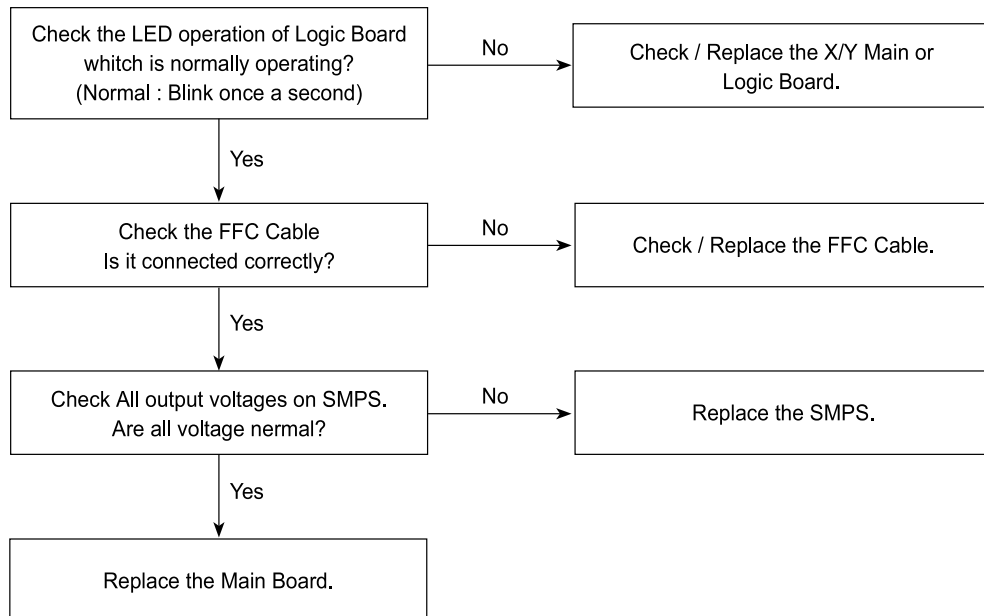 Check the LED operation of Logic Board
whitch is normally operating?
(Normal : Blink once a second)
No
Check / Replace the X/Y Main or
Logic Board.
Yes
Check the FFC Cable
Is it connected correctly?
No
Check / Replace the FFC Cable.
Yes
Check All output voltages on SMPS.
Are all voltage nermal?
No
Replace the SMPS.
Yes
Replace the Main Board.